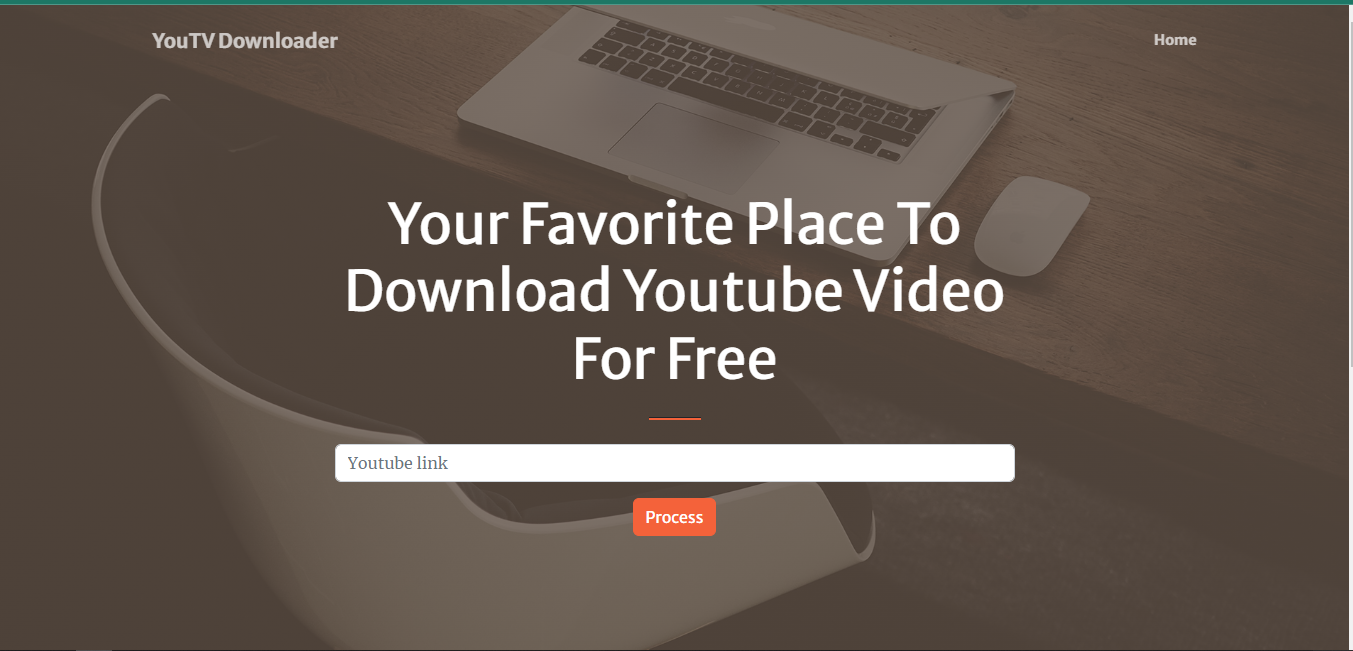 YouTV Downloader
Home
Your Favorite Place To
Download Youtube Video
For Free
Youtube link
Process